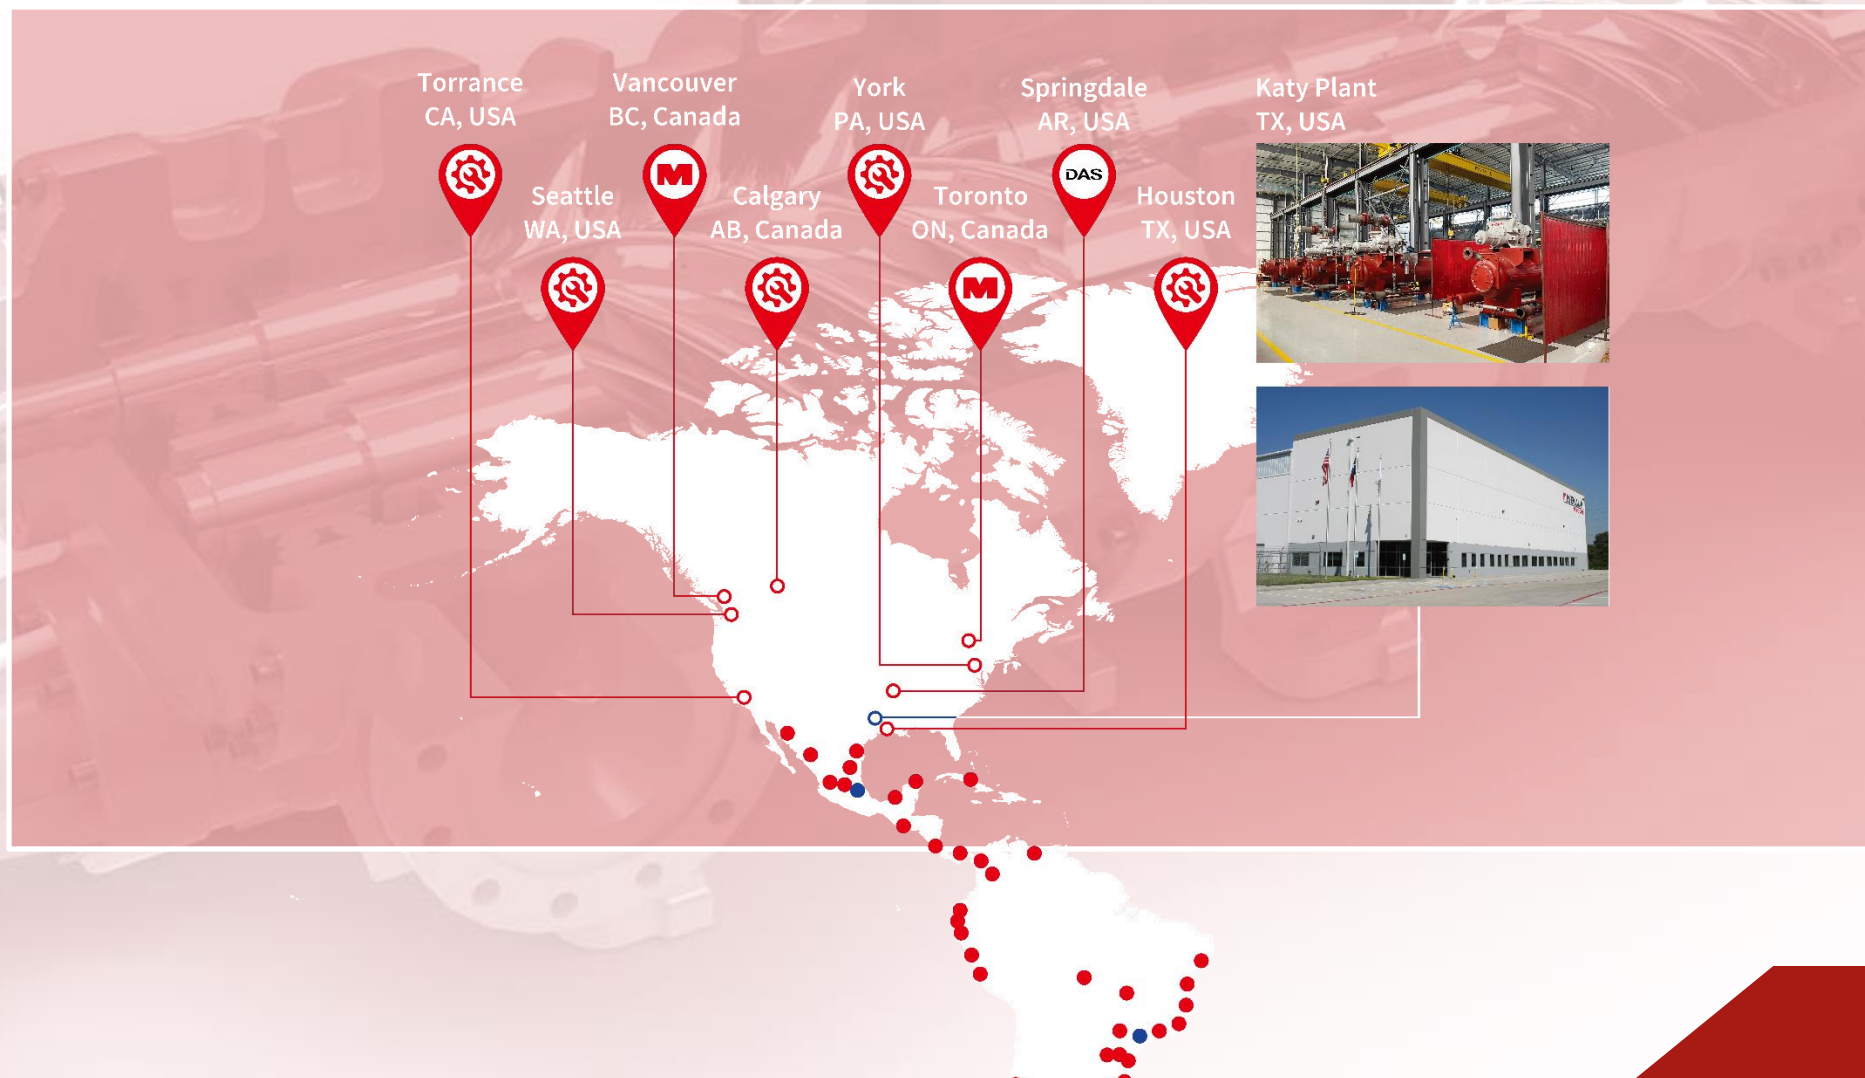 Torrance
CA, USA
Vancouver
BC, Canada
York
PA, USA
Springdale
AR, USA
Katy Plant
TX, USA
M
DAS
Seattle
WA, USA
Calgary
AB, Canada
Toronto
ON, Canada
Houston
TX, USA
M